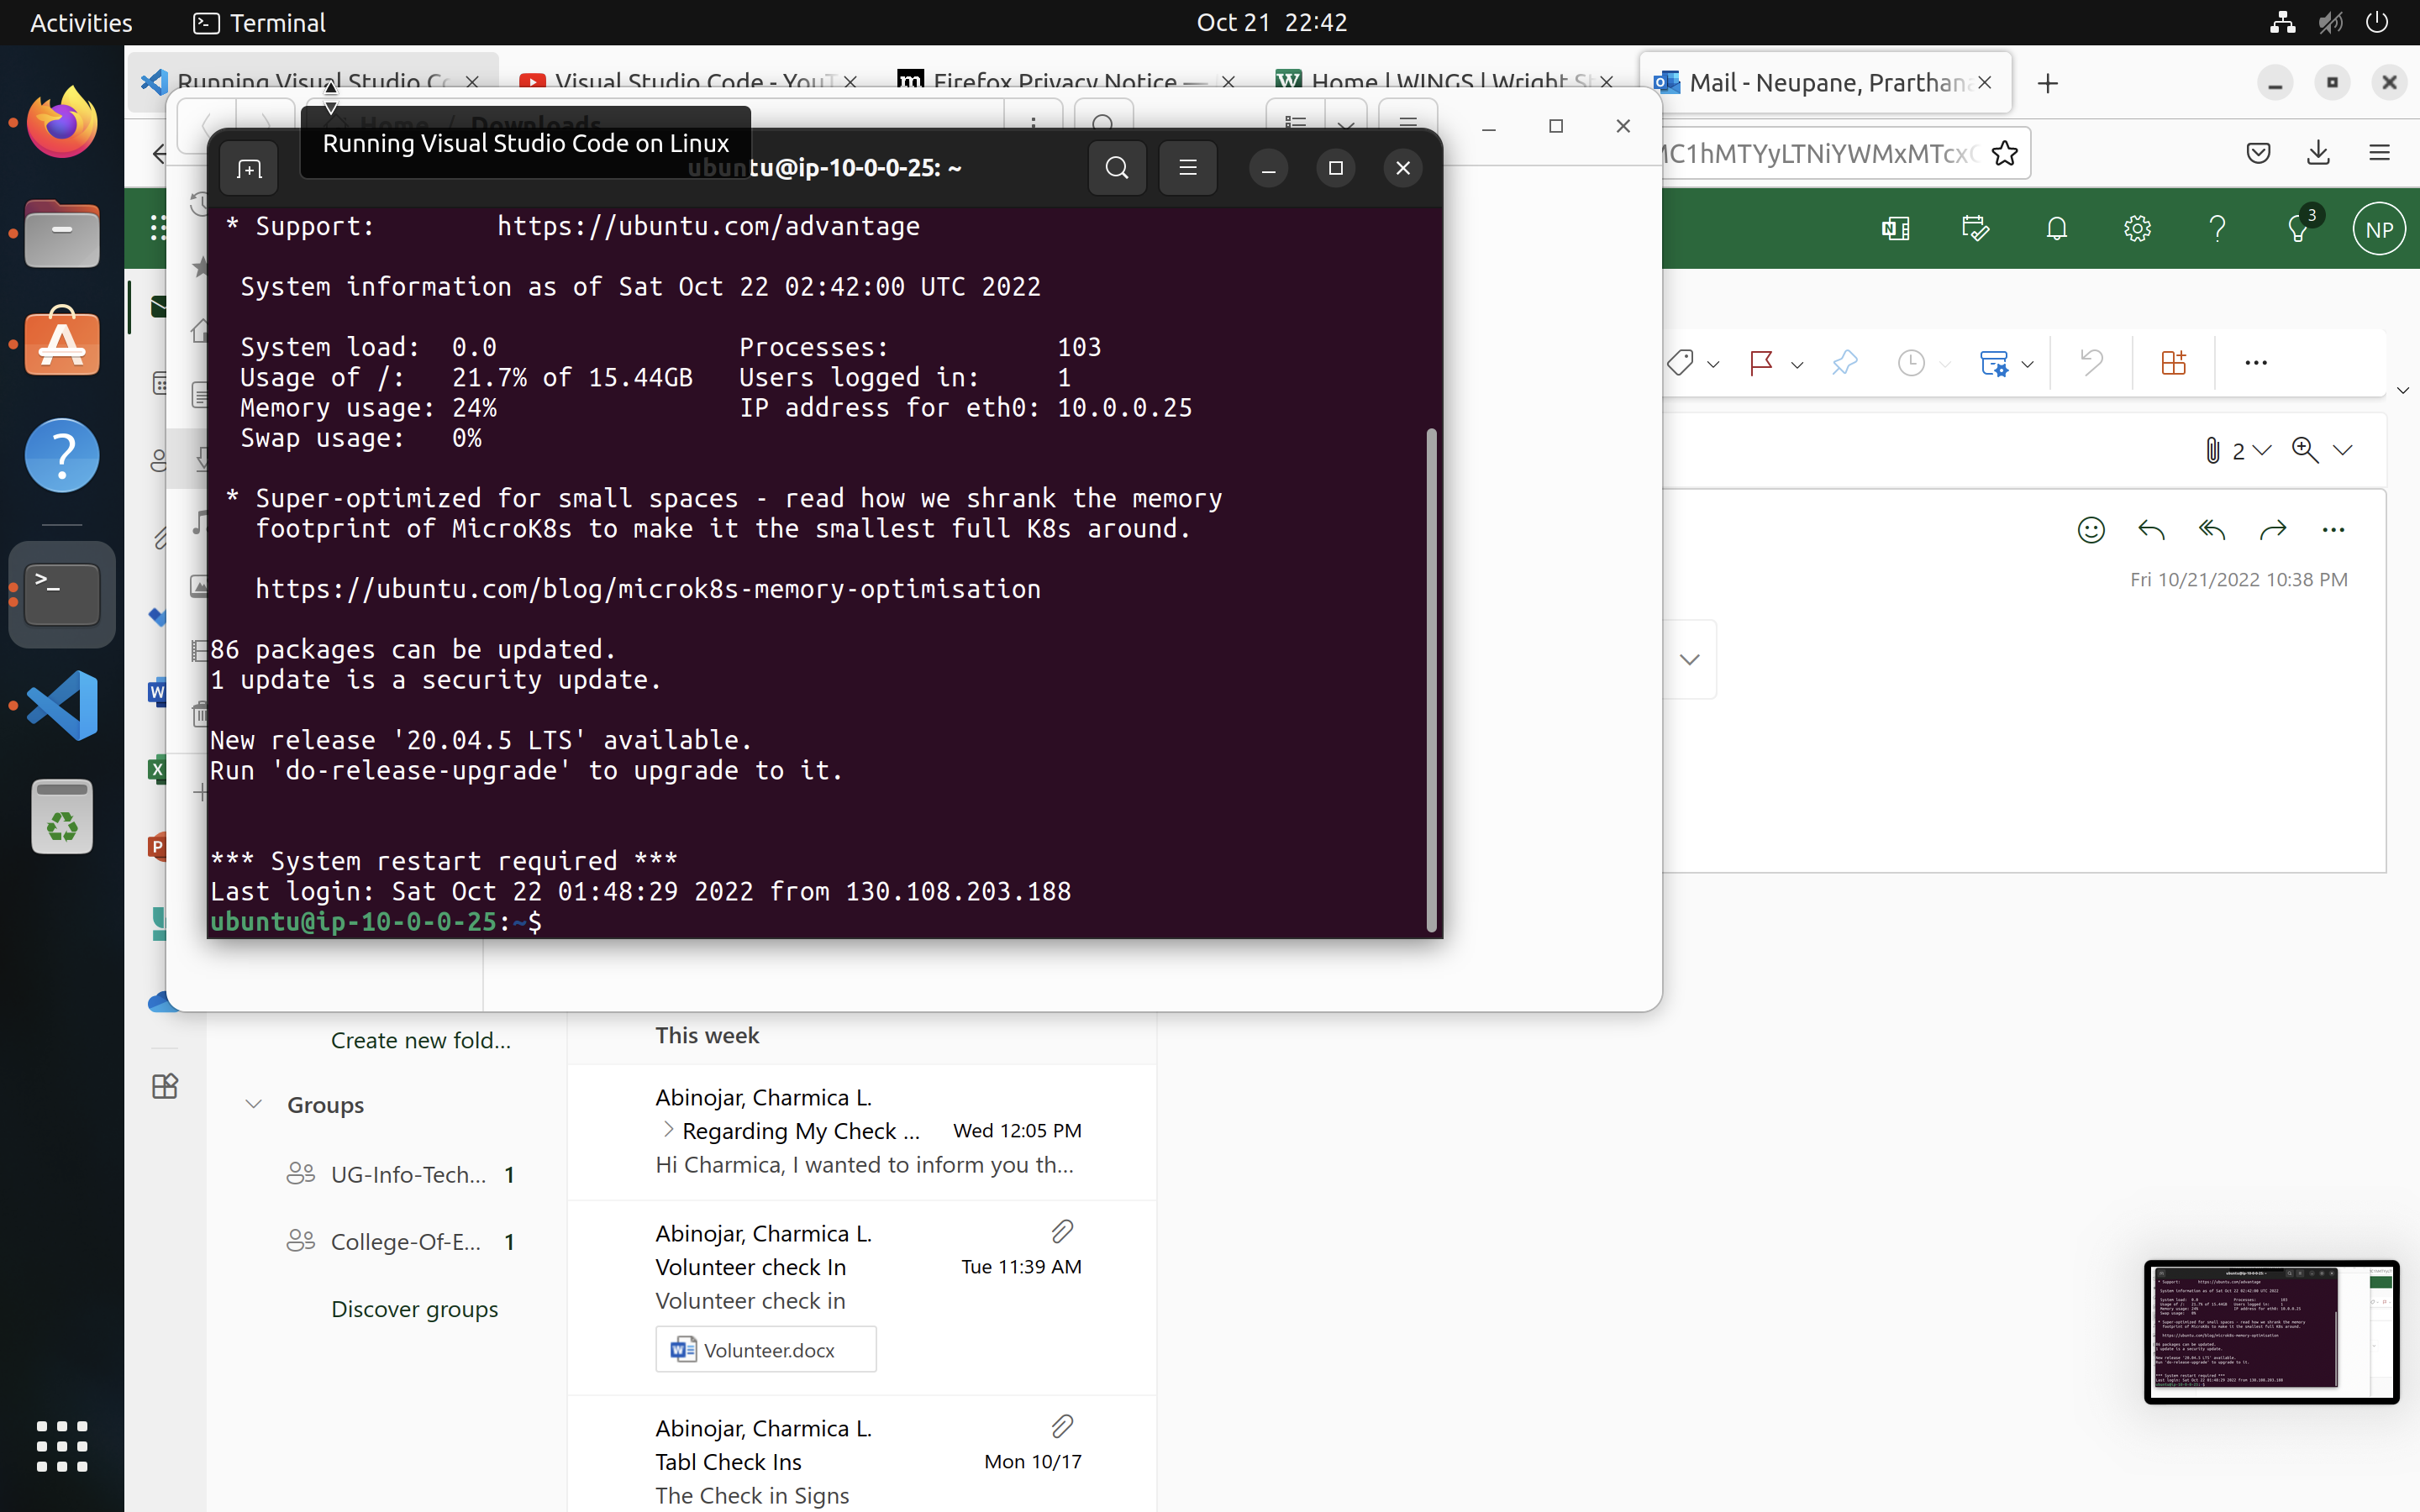 Activities
Terminal
Oct 21 22:42
Running Visual Studio C
Visual Studio Code - YouT
Firefox Privacy Notice —
Home | WINGS | Wright St
Mail - Neupane, Prarthana
Home / Downloads
Running Visual Studio Code on Linux
ubuntu@ip-10-0-0-25: ~
MC1hMTYyLTNiYWMxMTcx
3
NP
* Support: https://ubuntu.com/advantage
System information as of Sat Oct 22 02:42:00 UTC 2022
System load: 0.0 Processes: 103
Usage of /: 21.7% of 15.44GB Users logged in: 1
Memory usage: 24% IP address for eth0: 10.0.0.25
Swap usage: 0%
* Super-optimized for small spaces - read how we shrank the memory
footprint of MicroK8s to make it the smallest full K8s around.
https://ubuntu.com/blog/microk8s-memory-optimisation
86 packages can be updated.
1 update is a security update.
New release '20.04.5 LTS' available.
Run 'do-release-upgrade' to upgrade to it.
*** System restart required ***
Last login: Sat Oct 22 01:48:29 2022 from 130.108.203.188
ubuntu@ip-10-0-0-25:~$
2
Fri 10/21/2022 10:38 PM
Create new fold...
Groups
UG-Info-Tech... 1
College-Of-E... 1
Discover groups
This week
Abinojar, Charmica L.
Regarding My Check ... Wed 12:05 PM
Hi Charmica, I wanted to inform you th...
Abinojar, Charmica L.
Volunteer check In Tue 11:39 AM
Volunteer check in
Volunteer.docx
Abinojar, Charmica L.
Tabl Check Ins Mon 10/17
The Check in Signs